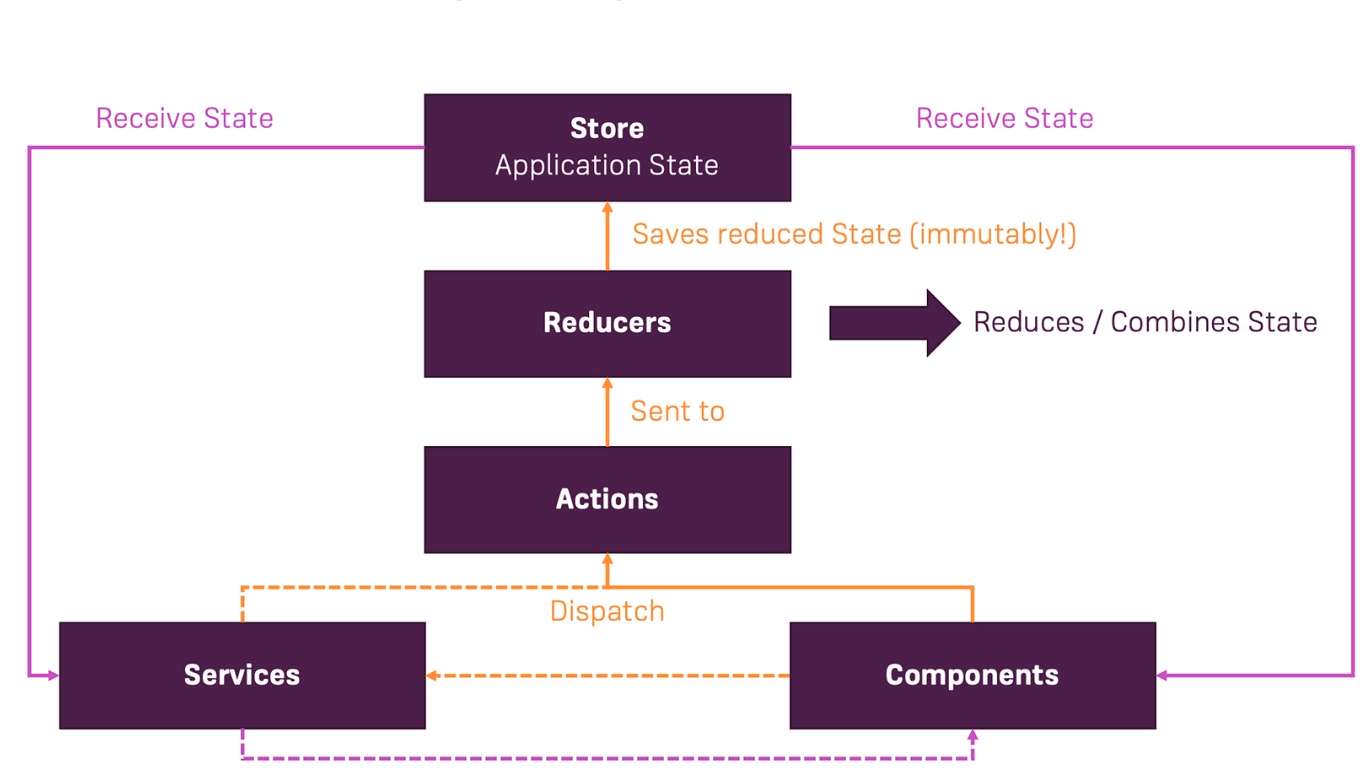 Receive State
Store
Application State
Receive State
Saves reduced State (immutably!)
Reducers
Reduces / Combines State
Sent to
Actions
Dispatch
Services
Components